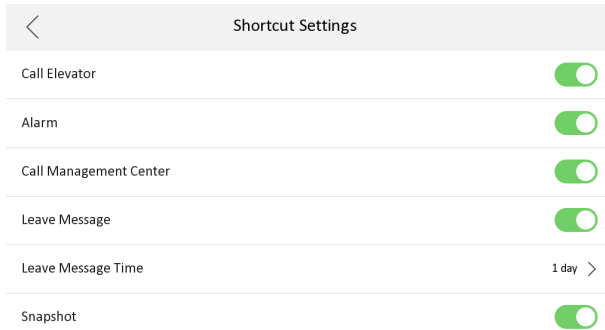 Shortcut Settings
Call Elevator
Alarm
Call Management Center
Leave Message
Leave Message Time 1 day
Snapshot